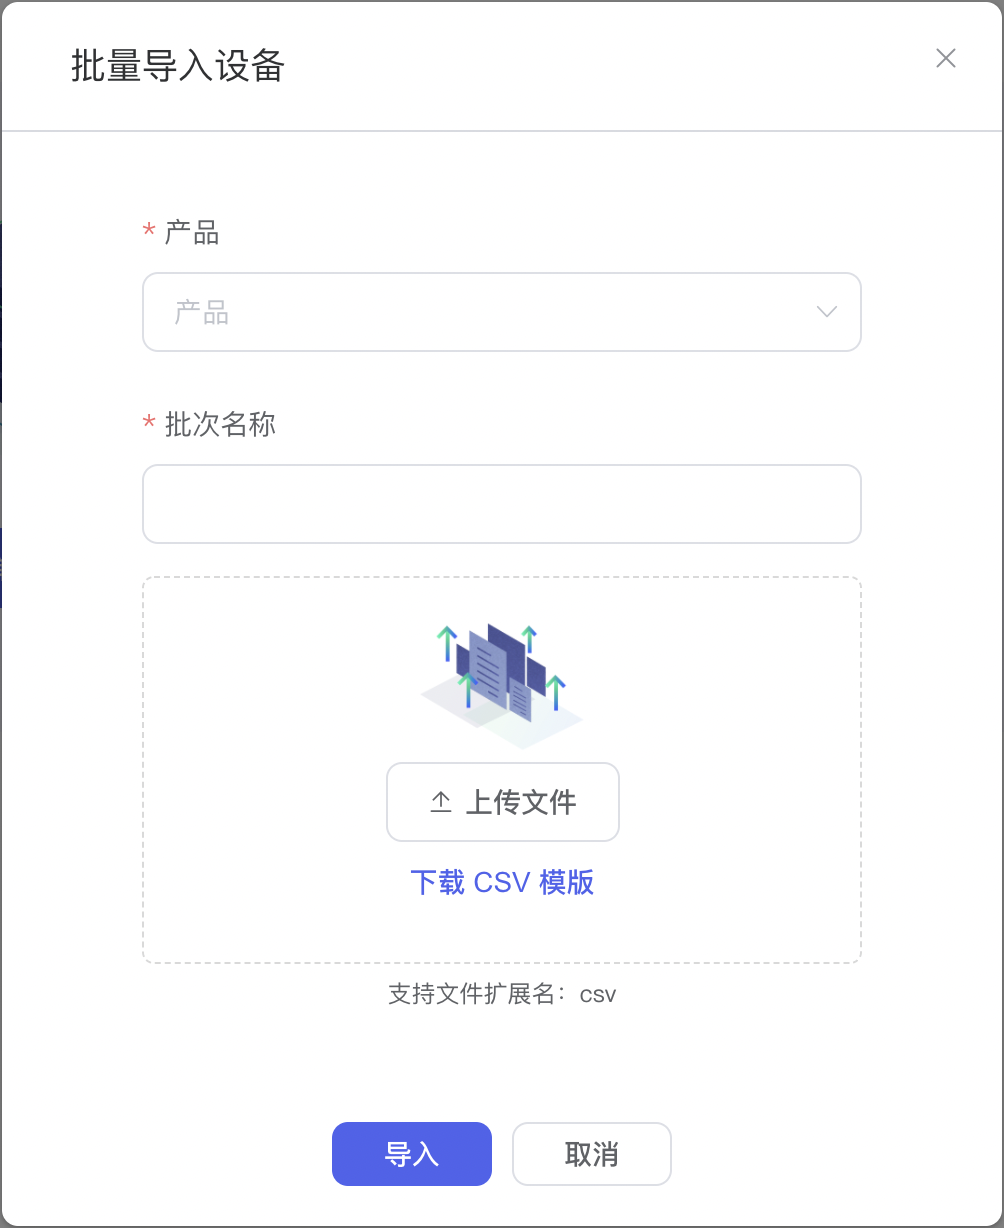 批量导入设备
* 产品
产品
* 批次名称
上传文件
下载 CSV 模版
支持文件扩展名：csv
导入
取消